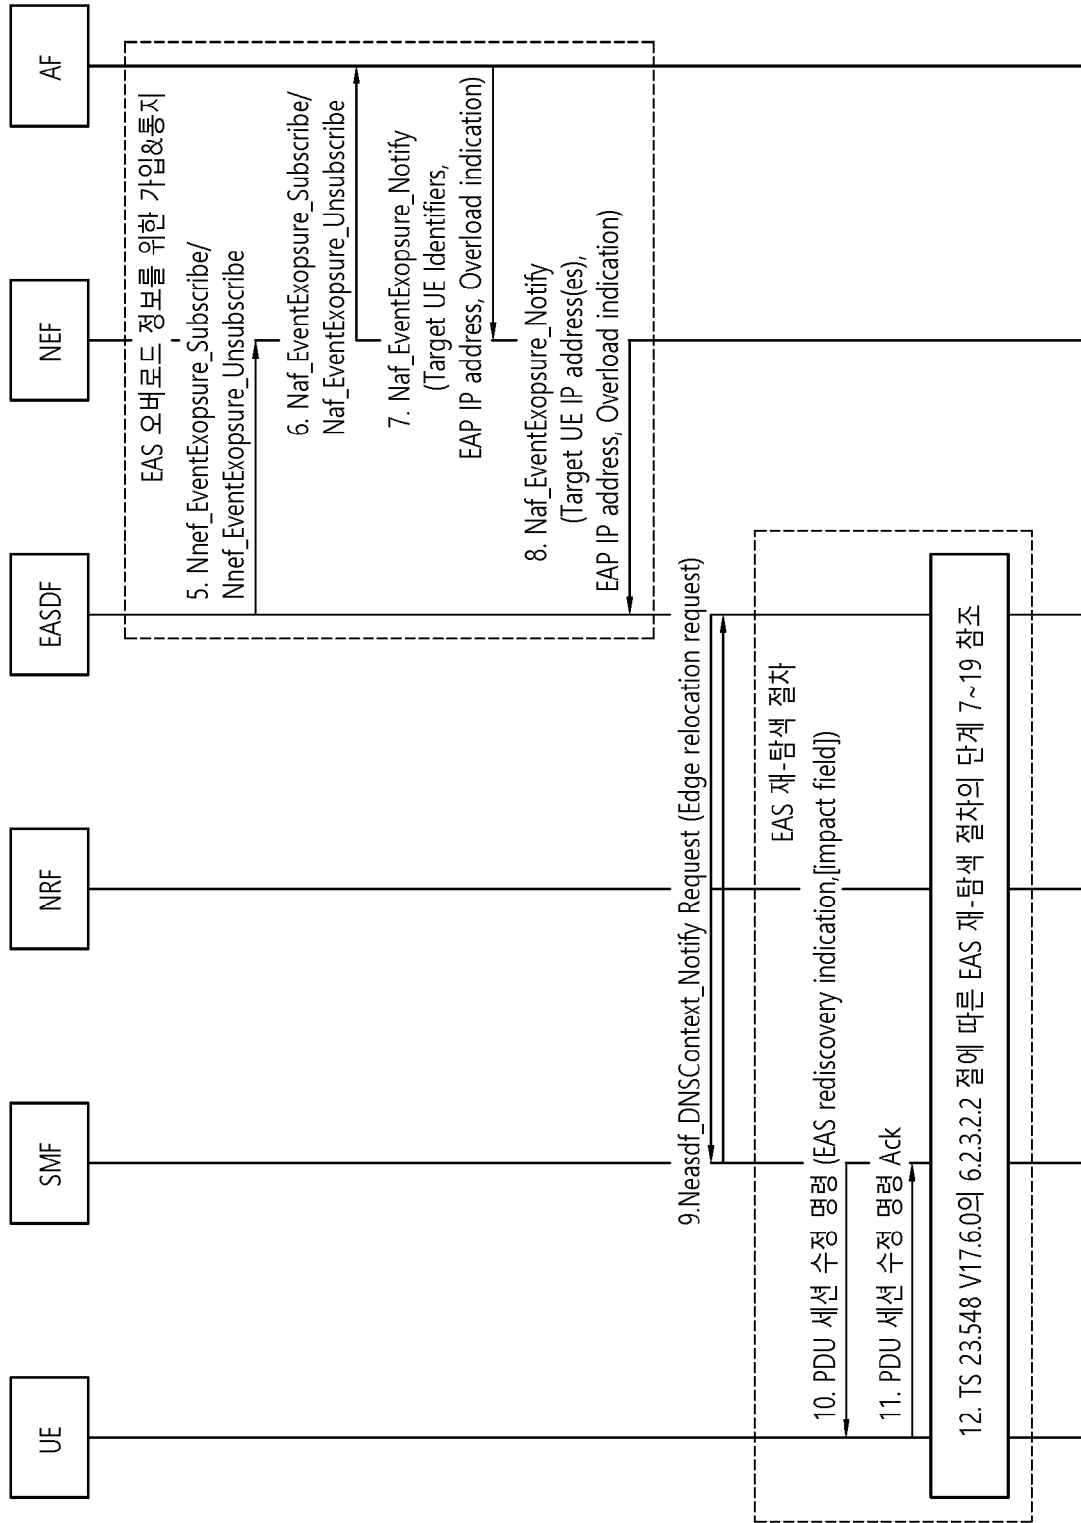 UE
SMF
NRF
EASDF
NEF
AF
EAS 오버로드 정보를 위한 가입&통지
5. Nnef_EventExopsure_Subscribe/
Nnef_EventExopsure_Unsubscribe
6. Naf_EventExopsure_Subscribe/
Naf_EventExopsure_Unsubscribe
7. Naf_EventExopsure_Notify
(Target UE Identifiers,
EAP IP address, Overload indication)
8. Naf_EventExopsure_Notify
(Target UE IP address(es),
EAP IP address, Overload indication)
9.Neasdf_DNSContext_Notify Request (Edge relocation request)
EAS 재-탐색 절차
10. PDU 세션 수정 명령 (EAS rediscovery indication,[impact field])
11. PDU 세션 수정 명령 Ack
12. TS 23.548 V17.6.0의 6.2.3.2.2 절에 따른 EAS 재-탐색 절차의 단계 7~19 참조